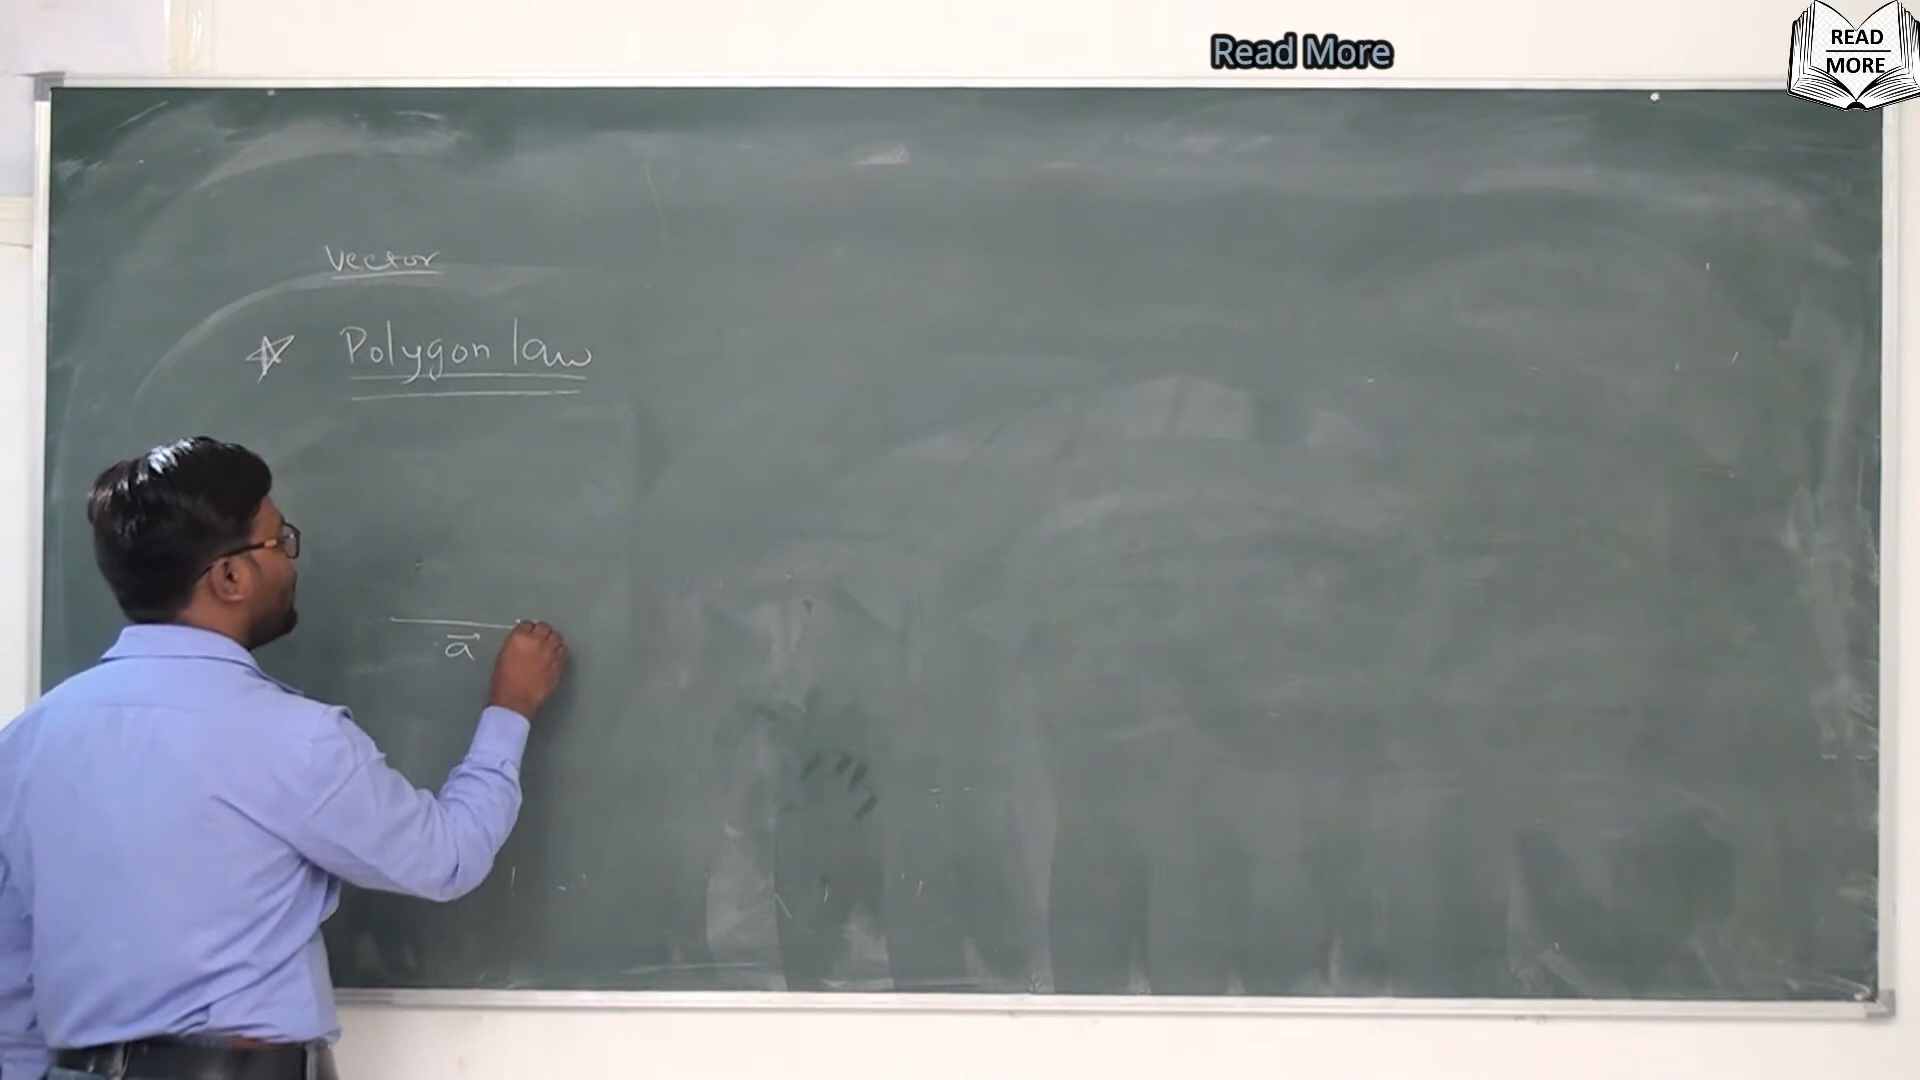 Read More
READ
MORE
Vector
☆ Polygon law
a⃗